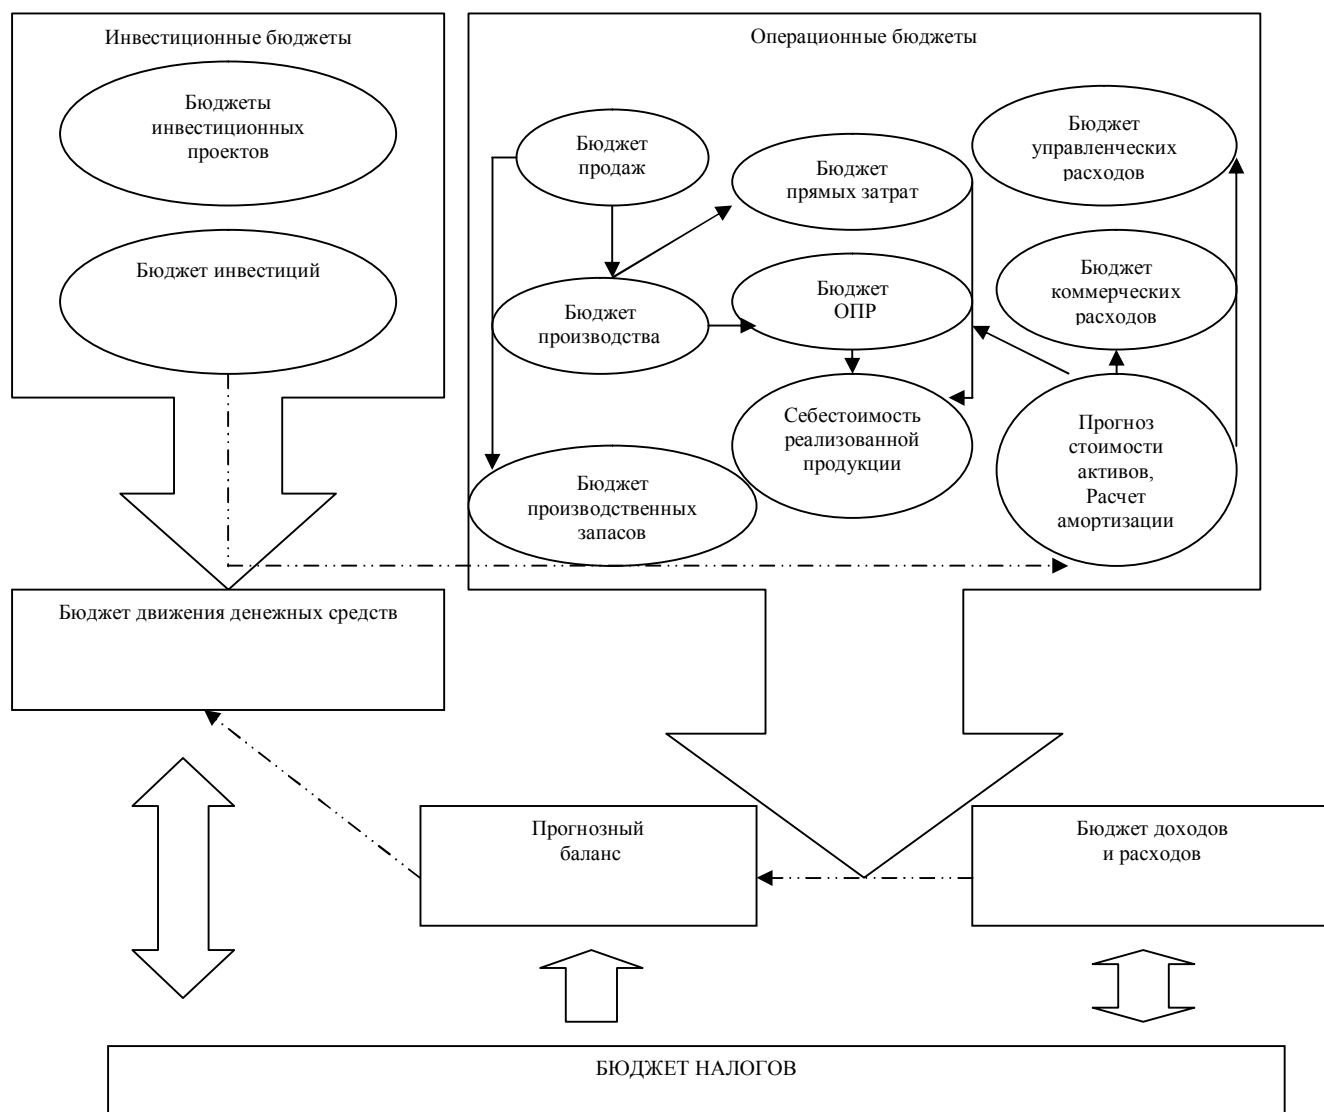 Инвестиционные бюджеты
Бюджеты
инвестиционных
проектов
Бюджет инвестиций
Операционные бюджеты
Бюджет
продаж
Бюджет
прямых затрат
Бюджет
управленческих
расходов
Бюджет
производства
Бюджет
ОПР
Бюджет
коммерческих
расходов
Себестоимость
реализованной
продукции
Прогноз
стоимости
активов,
Расчет
амортизации
Бюджет
производственных
запасов
Бюджет движения денежных средств
Прогнозный
баланс
Бюджет доходов
и расходов
БЮДЖЕТ НАЛОГОВ